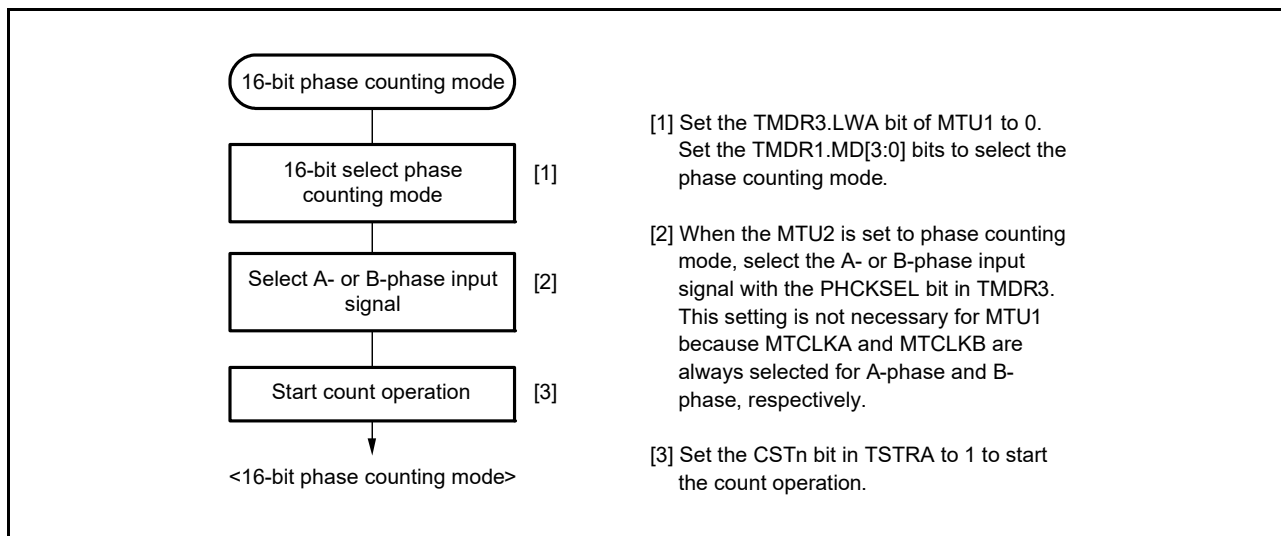 16-bit phase counting mode
16-bit select phase
counting mode
[1]
Select A- or B-phase input
signal
[2]
Start count operation
[3]
<16-bit phase counting mode>
[1] Set the TMDR3.LWA bit of MTU1 to 0.
Set the TMDR1.MD[3:0] bits to select the
phase counting mode.
[2] When the MTU2 is set to phase counting
mode, select the A- or B-phase input
signal with the PHCKSEL bit in TMDR3.
This setting is not necessary for MTU1
because MTCLKA and MTCLKB are
always selected for A-phase and B-
phase, respectively.
[3] Set the CSTn bit in TSTRA to 1 to start
the count operation.